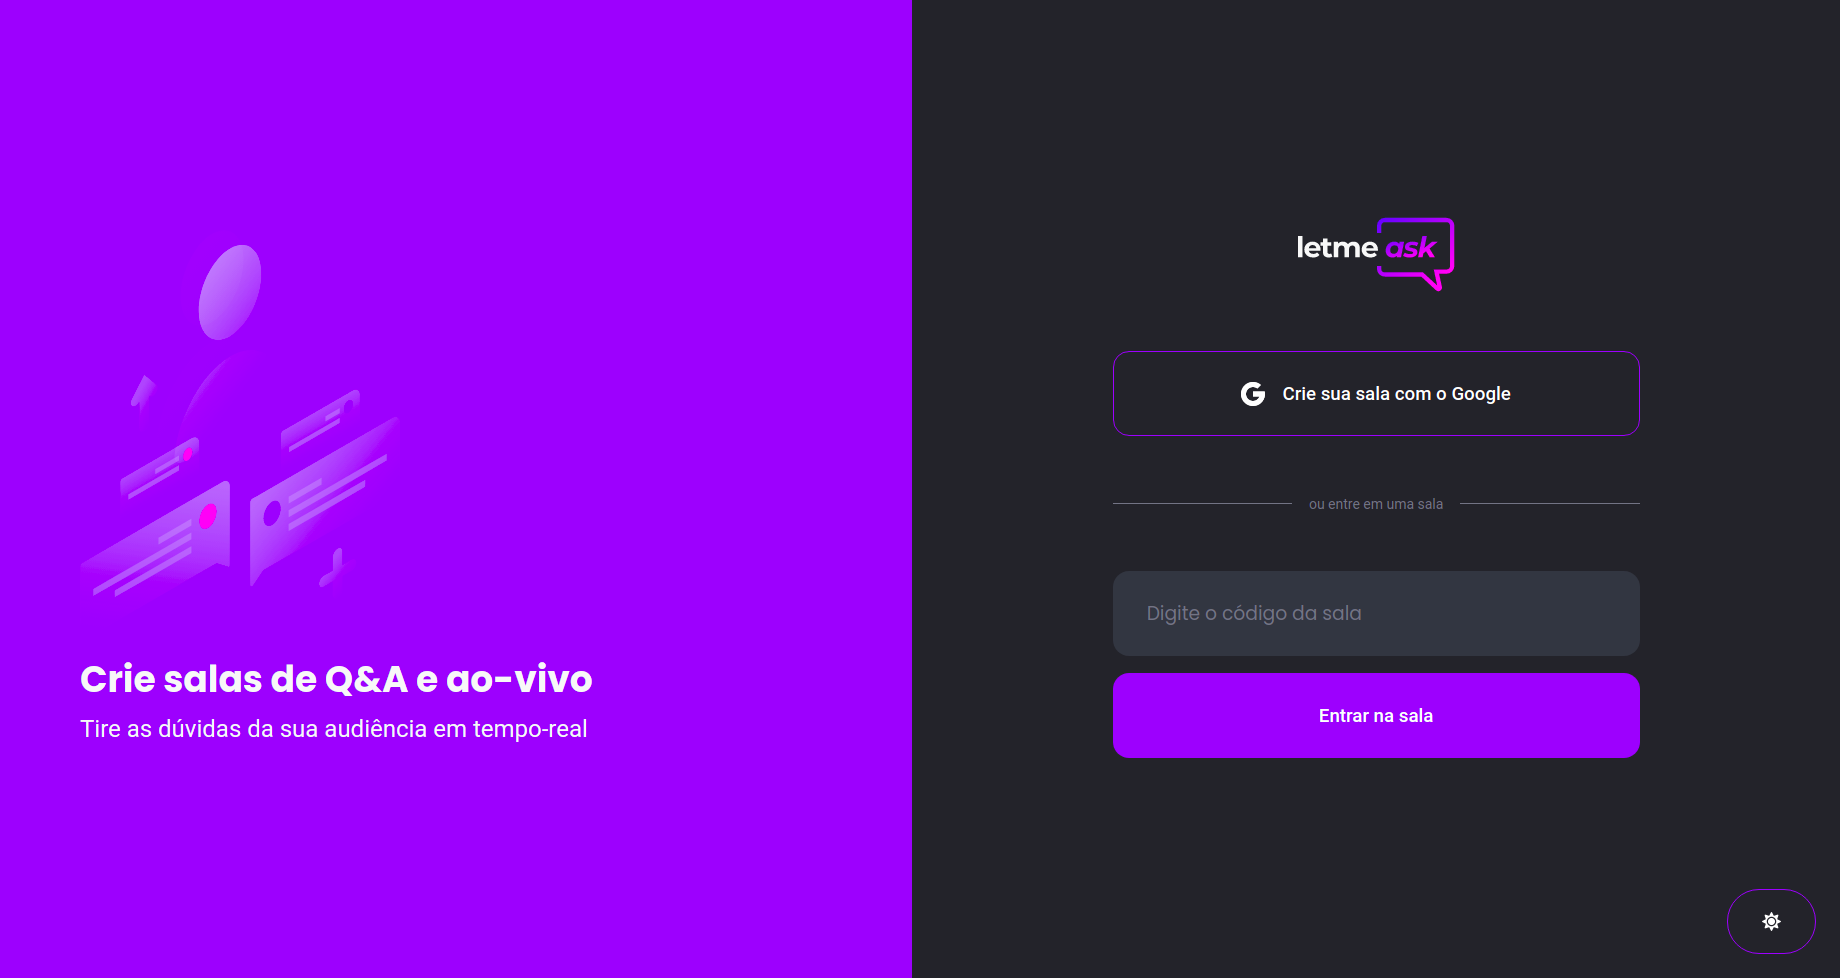 Crie salas de Q&A e ao-vivo
Tire as dúvidas da sua audiência em tempo-real
letme ask
Crie sua sala com o Google
ou entre em uma sala
Digite o código da sala
Entrar na sala